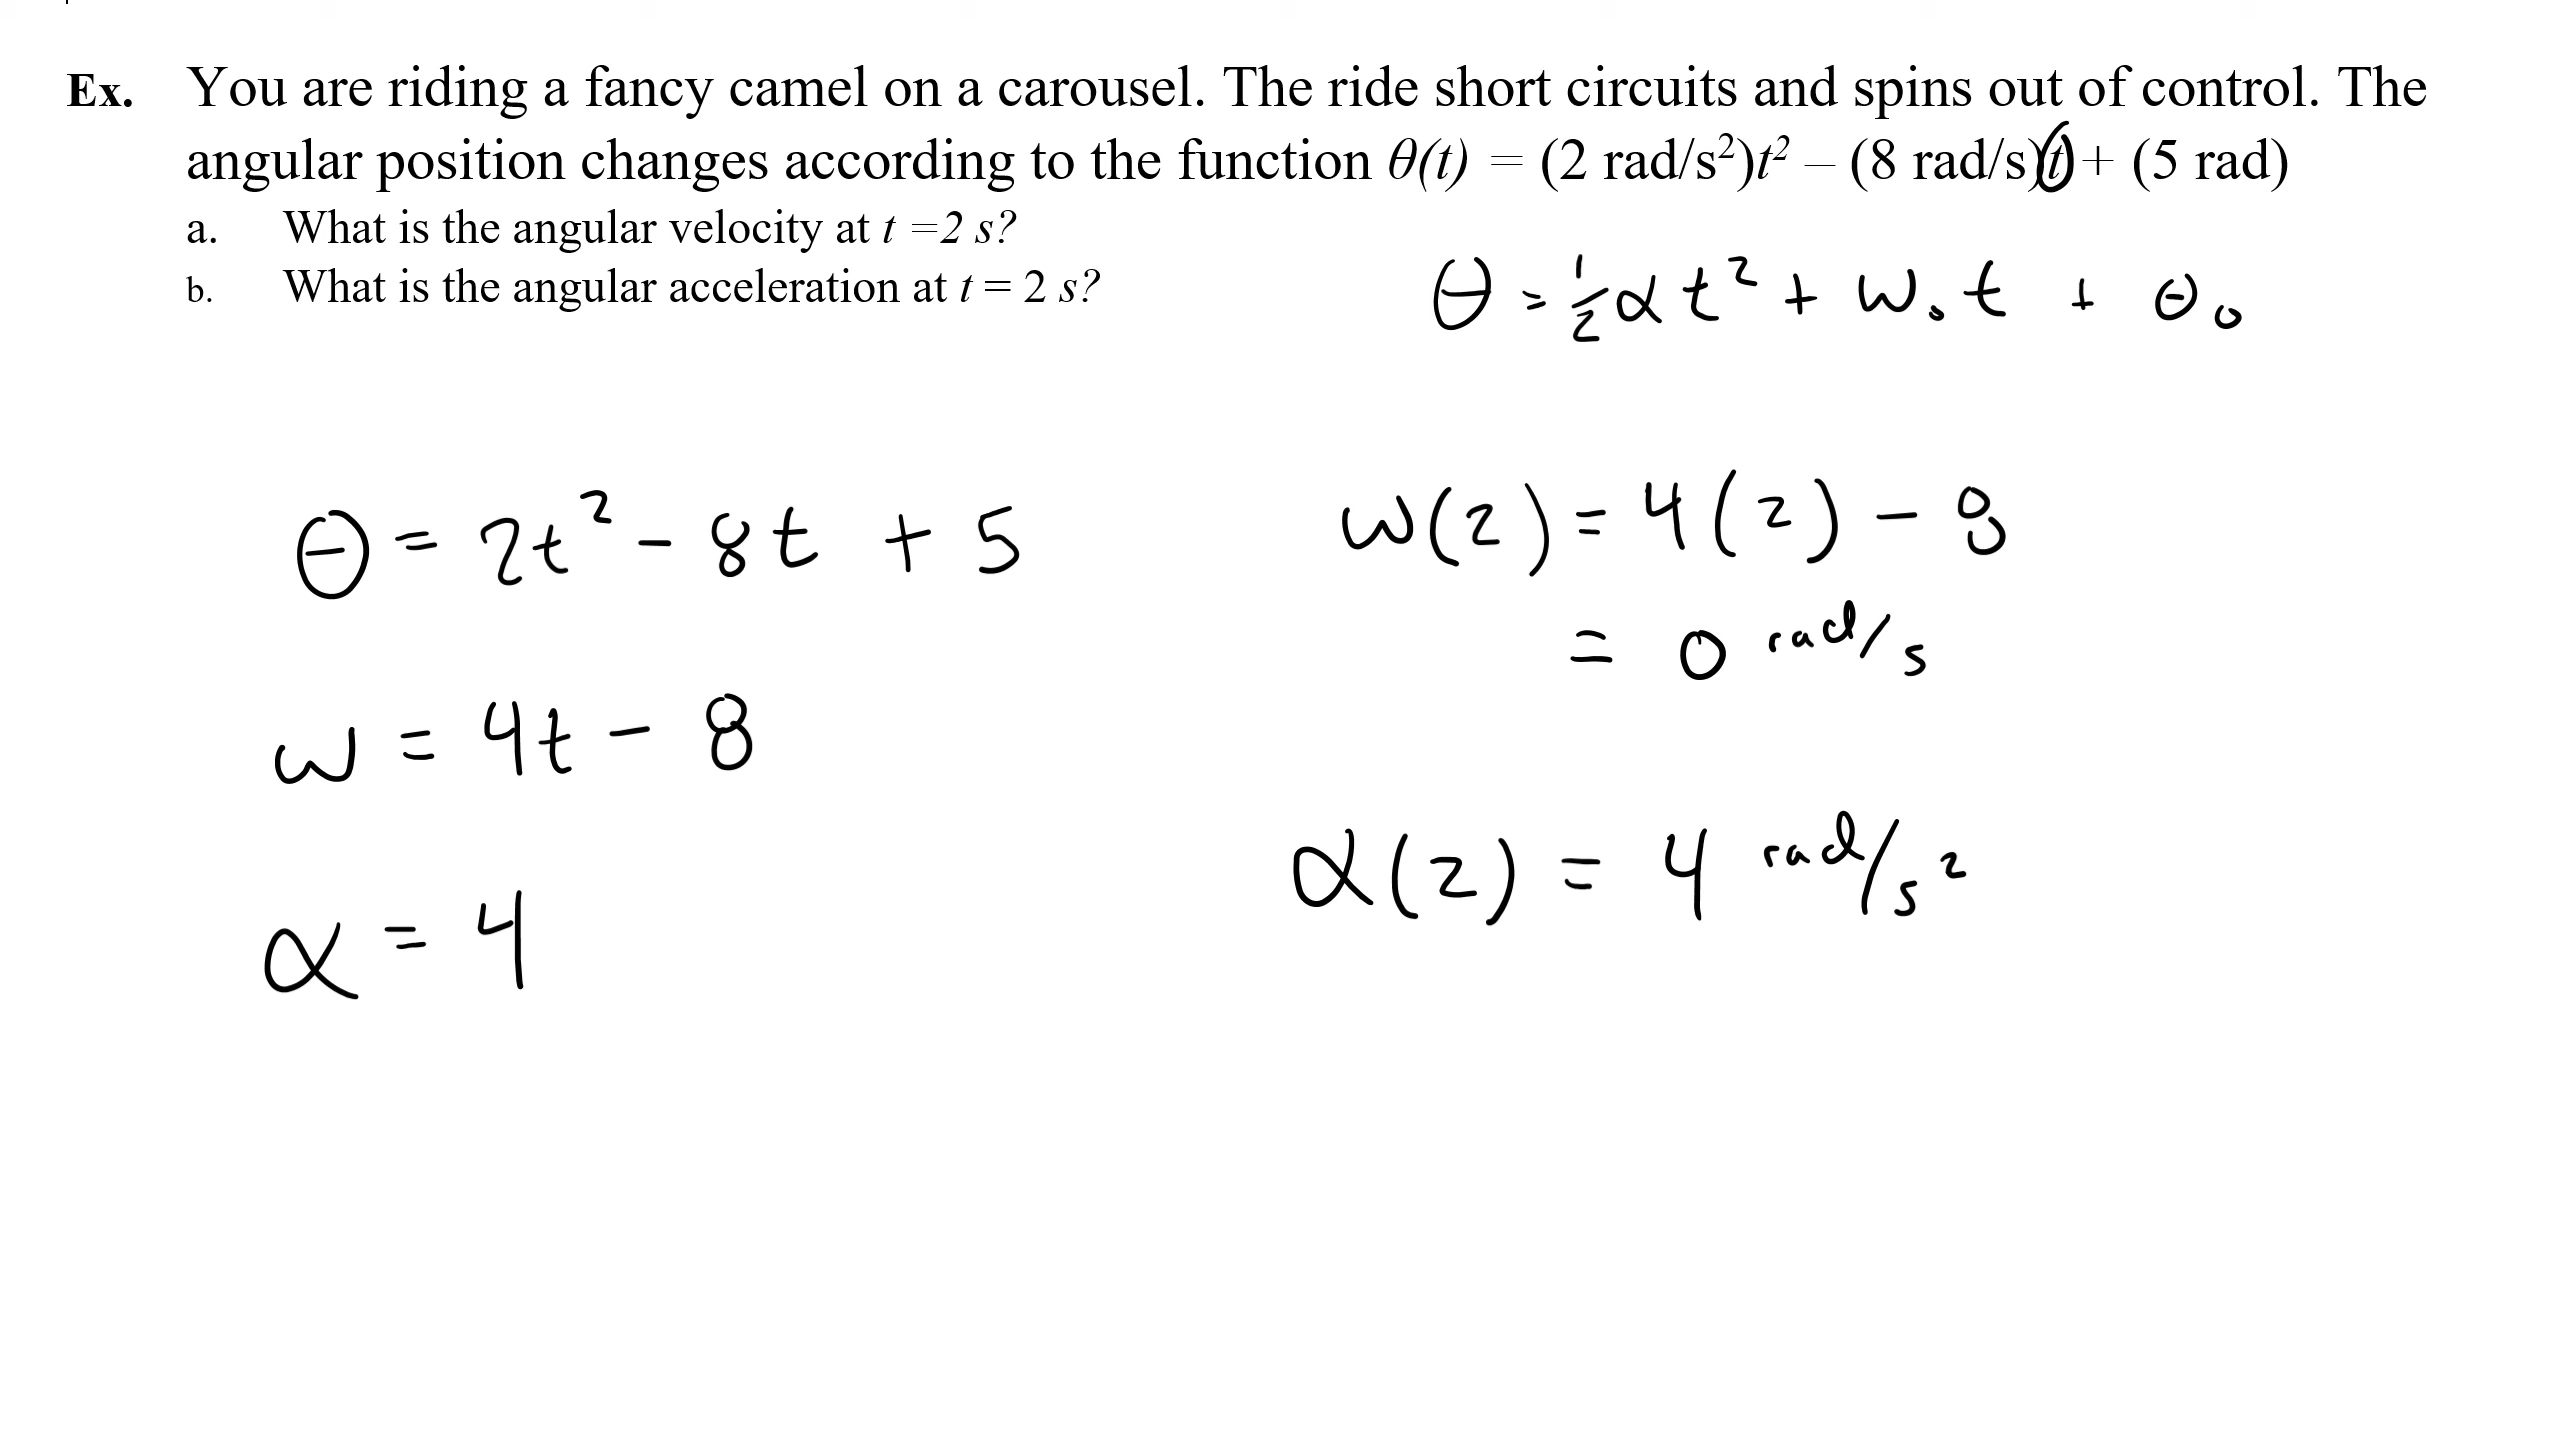 Ex. You are riding a fancy camel on a carousel. The ride short circuits and spins out of control. The
angular position changes according to the function θ(t) = (2 rad/s²)t² – (8 rad/s)t + (5 rad)
a. What is the angular velocity at t =2 s?
b. What is the angular acceleration at t = 2 s?
θ = ½αt² + ω₀t + θ₀
θ = 2t² - 8t + 5
ω = 4t - 8
α = 4
ω(2) = 4(2) - 8
= 0 rad/s
α(2) = 4 rad/s²